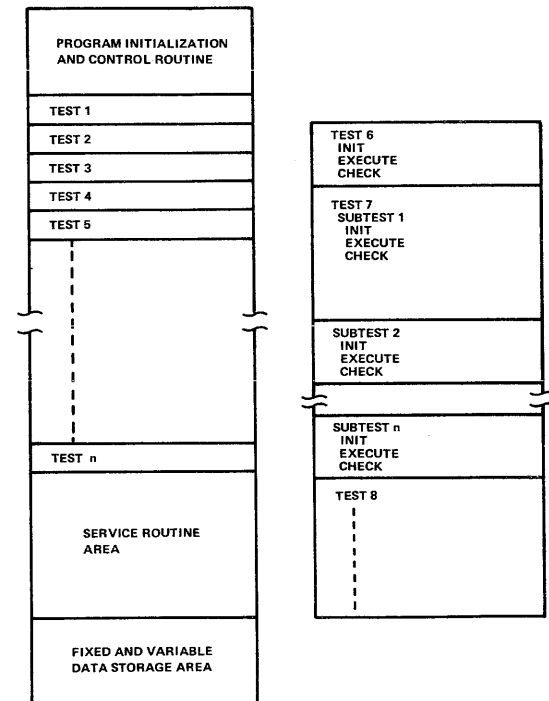 PROGRAM INITIALIZATION
AND CONTROL ROUTINE
TEST 1
TEST 2
TEST 3
TEST 4
TEST 5
TEST n
SERVICE ROUTINE
AREA
FIXED AND VARIABLE
DATA STORAGE AREA
TEST 6
INIT
EXECUTE
CHECK
TEST 7
SUBTEST 1
INIT
EXECUTE
CHECK
SUBTEST 2
INIT
EXECUTE
CHECK
SUBTEST n
INIT
EXECUTE
CHECK
TEST 8